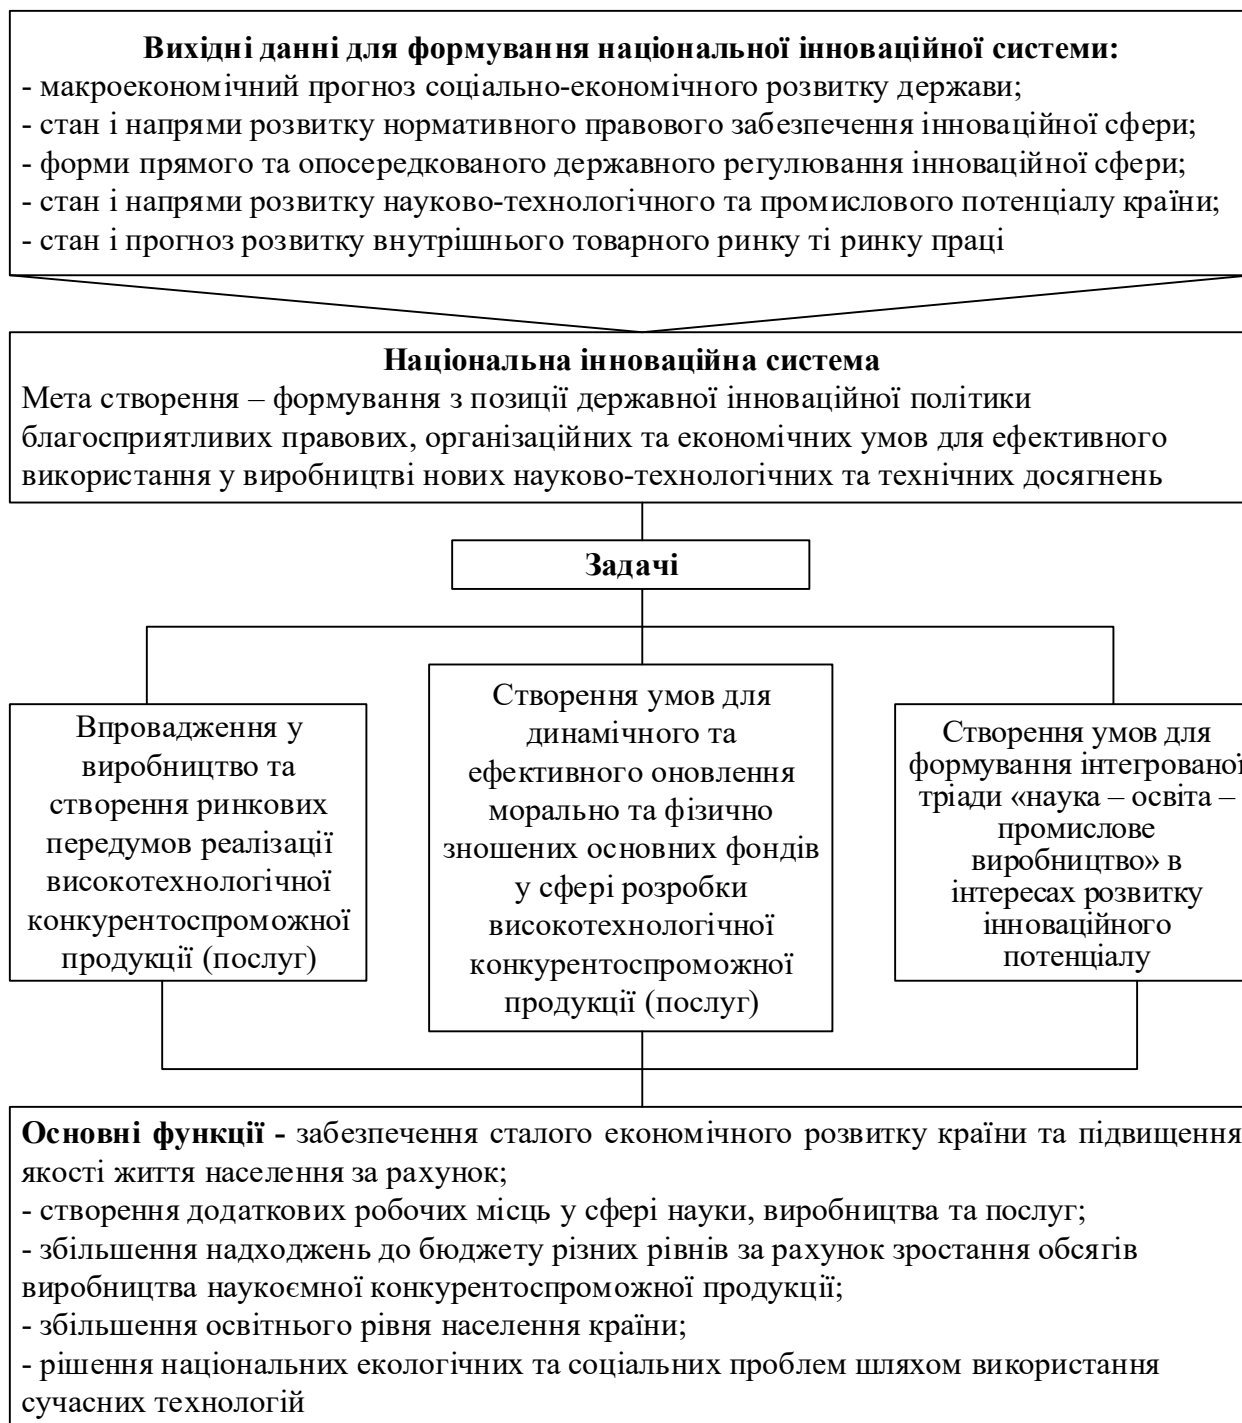 Вихідні данні для формування національної інноваційної системи:
- макроекономічний прогноз соціально-економічного розвитку держави;
- стан і напрями розвитку нормативного правового забезпечення інноваційної сфери;
- форми прямого та опосередкованого державного регулювання інноваційної сфери;
- стан і напрями розвитку науково-технологічного та промислового потенціалу країни;
- стан і прогноз розвитку внутрішнього товарного ринку ті ринку праці
Національна інноваційна система
Мета створення – формування з позиції державної інноваційної політики
благосприятливих правових, організаційних та економічних умов для ефективного
використання у виробництві нових науково-технологічних та технічних досягнень
Задачі
Впровадження у
виробництво та
створення ринкових
передумов реалізації
високотехнологічної
конкурентоспроможної
продукції (послуг)
Створення умов для
динамічного та
ефективного оновлення
морально та фізично
зношених основних фондів
у сфері розробки
високотехнологічної
конкурентоспроможної
продукції (послуг)
Створення умов для
формування інтегрованої
тріади «наука – освіта –
промислове
виробництво» в
інтересах розвитку
інноваційного
потенціалу
Основні функції - забезпечення сталого економічного розвитку країни та підвищення
якості життя населення за рахунок;
- створення додаткових робочих місць у сфері науки, виробництва та послуг;
- збільшення надходжень до бюджету різних рівнів за рахунок зростання обсягів
виробництва наукоємної конкурентоспроможної продукції;
- збільшення освітнього рівня населення країни;
- рішення національних екологічних та соціальних проблем шляхом використання
сучасних технологій